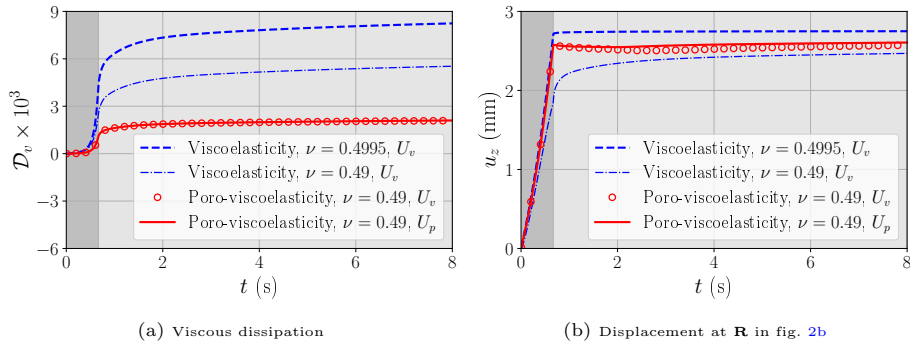 9
6
3
0
−3
−6
𝒟_v × 10^3
Viscoelasticity, ν = 0.4995, U_v
Viscoelasticity, ν = 0.49, U_v
Poro-viscoelasticity, ν = 0.49, U_v
Poro-viscoelasticity, ν = 0.49, U_p
0 2 4 6 8
t (s)
(a) Viscous dissipation
3
2
1
0
u_z (mm)
Viscoelasticity, ν = 0.4995, U_v
Viscoelasticity, ν = 0.49, U_v
Poro-viscoelasticity, ν = 0.49, U_v
Poro-viscoelasticity, ν = 0.49, U_p
0 2 4 6 8
t (s)
(b) Displacement at R in fig. 2b